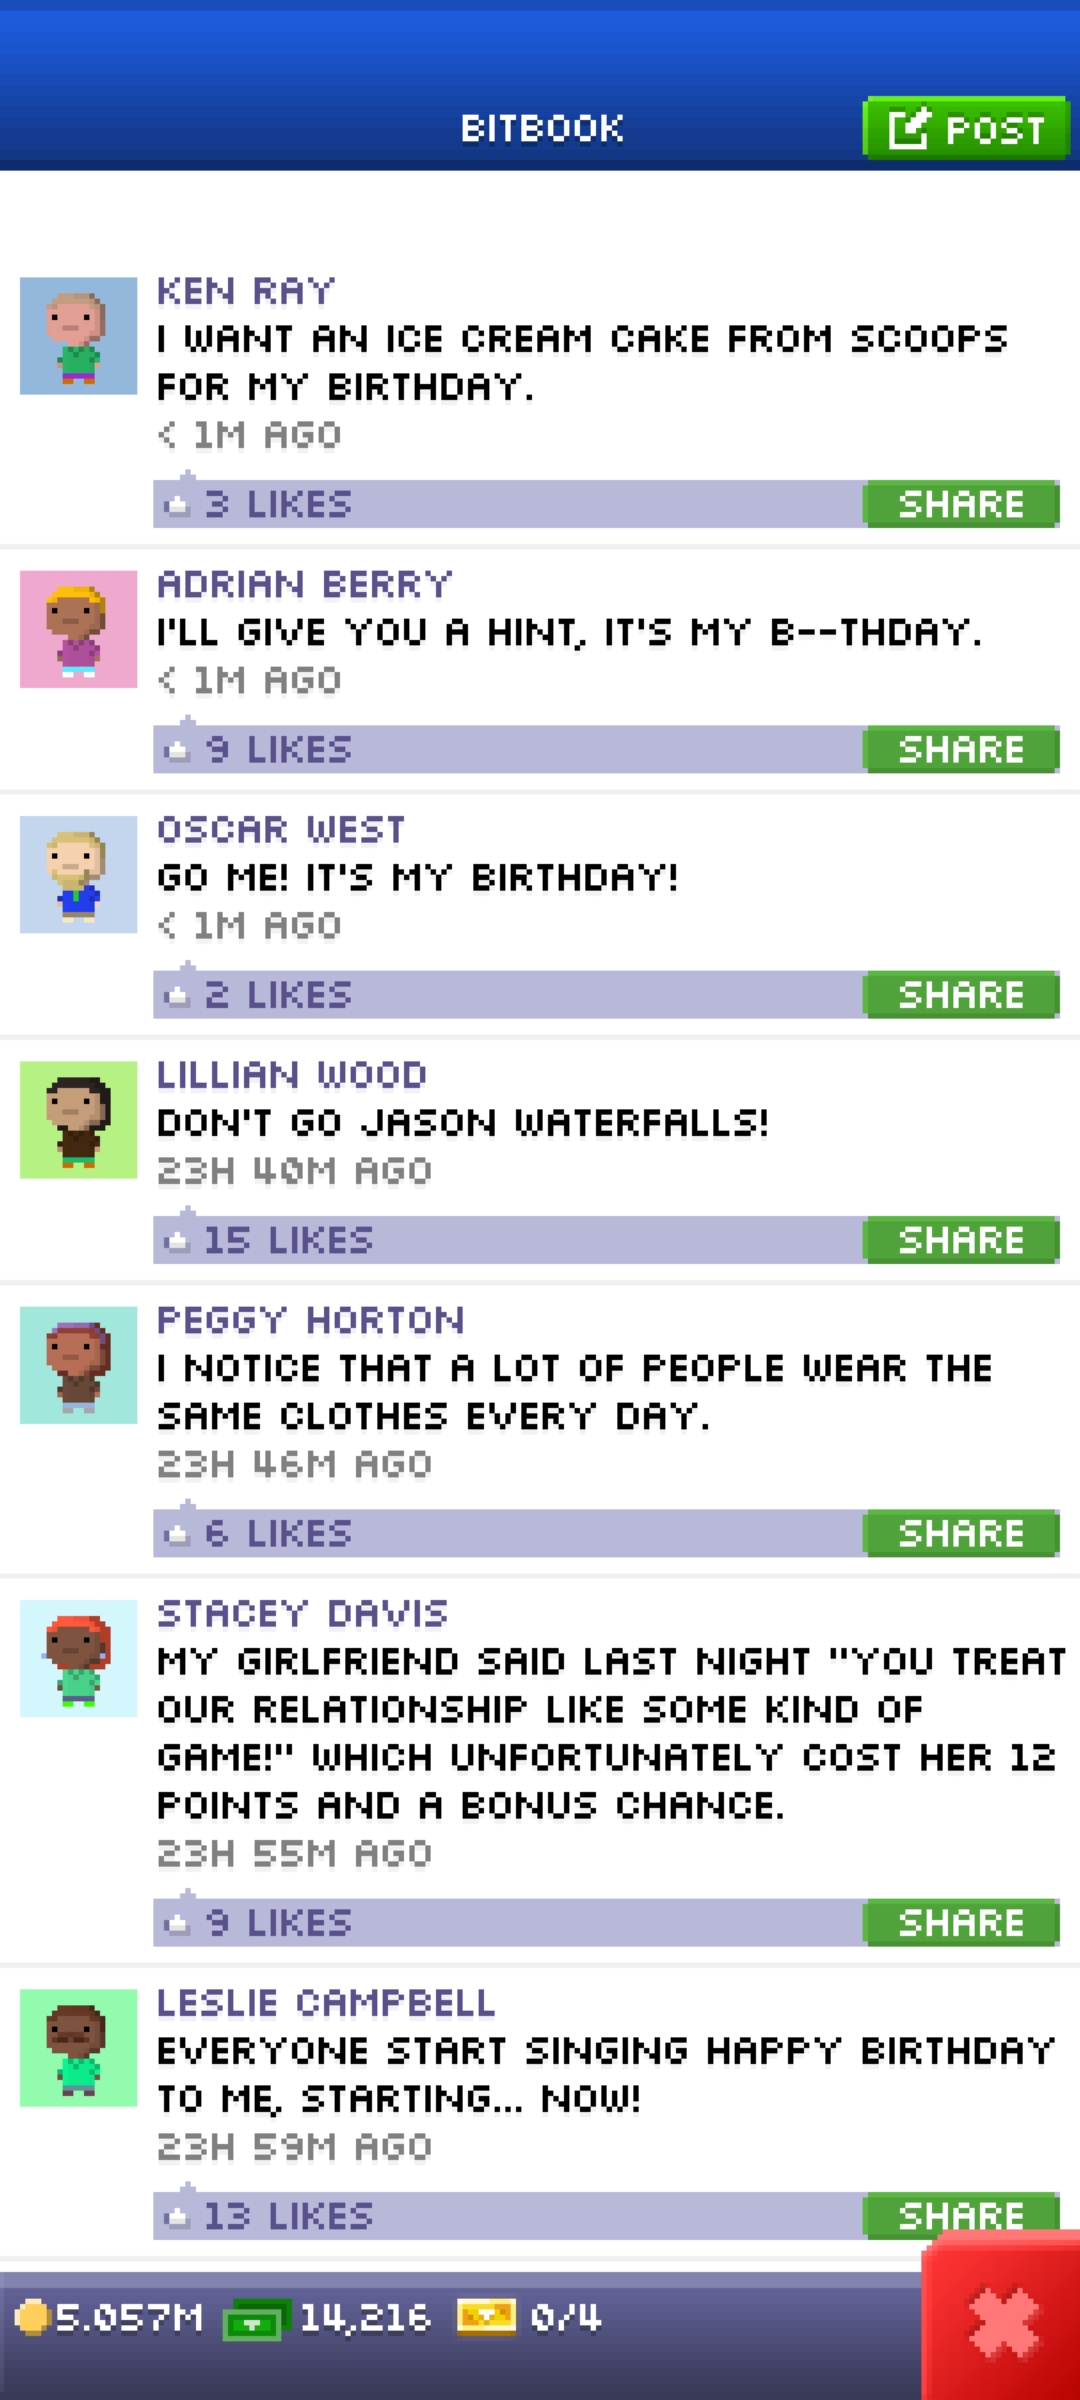 BITBOOK
POST
KEN RAY
I WANT AN ICE CREAM CAKE FROM SCOOPS
FOR MY BIRTHDAY.
< 1M AGO
3 LIKES
SHARE
ADRIAN BERRY
I'LL GIVE YOU A HINT, IT'S MY B--THDAY.
< 1M AGO
9 LIKES
SHARE
OSCAR WEST
GO ME! IT'S MY BIRTHDAY!
< 1M AGO
2 LIKES
SHARE
LILLIAN WOOD
DON'T GO JASON WATERFALLS!
23H 40M AGO
15 LIKES
SHARE
PEGGY HORTON
I NOTICE THAT A LOT OF PEOPLE WEAR THE
SAME CLOTHES EVERY DAY.
23H 46M AGO
6 LIKES
SHARE
STACEY DAVIS
MY GIRLFRIEND SAID LAST NIGHT "YOU TREAT
OUR RELATIONSHIP LIKE SOME KIND OF
GAME!" WHICH UNFORTUNATELY COST HER 12
POINTS AND A BONUS CHANCE.
23H 55M AGO
9 LIKES
SHARE
LESLIE CAMPBELL
EVERYONE START SINGING HAPPY BIRTHDAY
TO ME, STARTING... NOW!
23H 59M AGO
13 LIKES
SHARE
5.057M 14,216 0/4